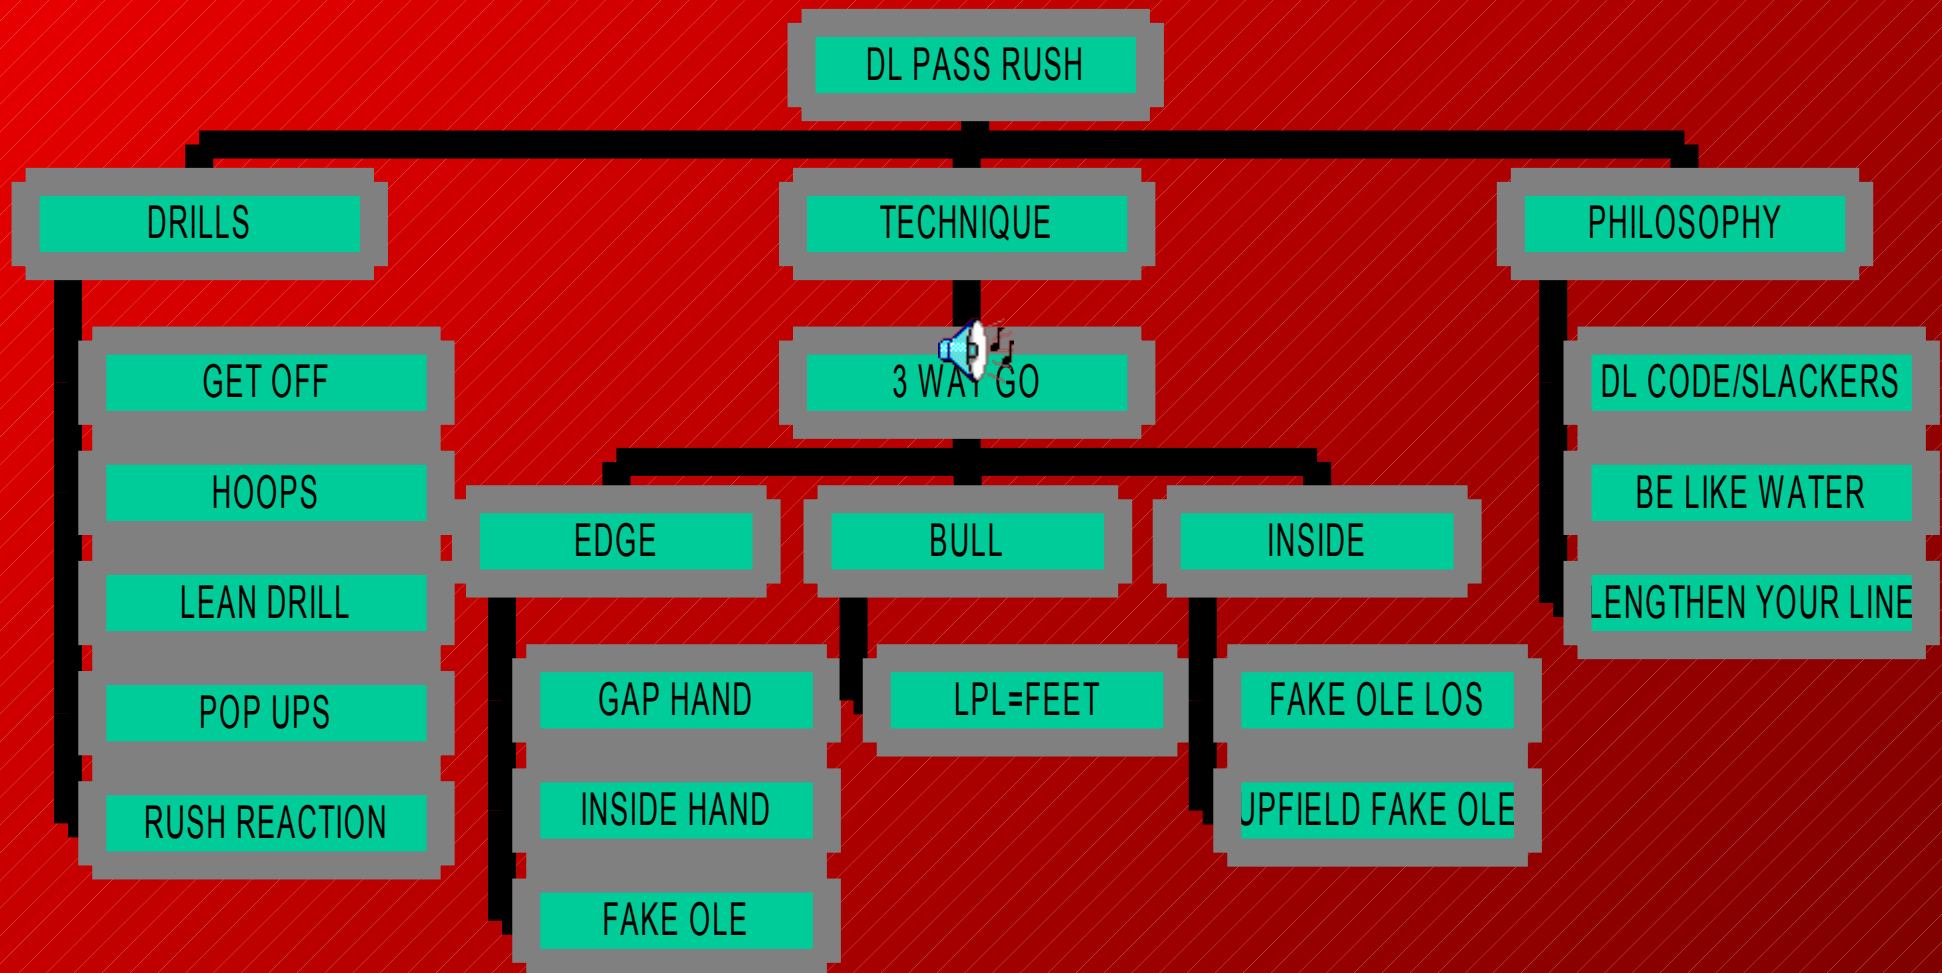 DL PASS RUSH
DRILLS
TECHNIQUE
PHILOSOPHY
GET OFF
HOOPS
LEAN DRILL
POP UPS
RUSH REACTION
3 WAY GO
EDGE
BULL
INSIDE
GAP HAND
INSIDE HAND
FAKE OLE
LPL=FEET
FAKE OLE LOS
UPFIELD FAKE OLE
DL CODE/SLACKERS
BE LIKE WATER
LENGTHEN YOUR LINE